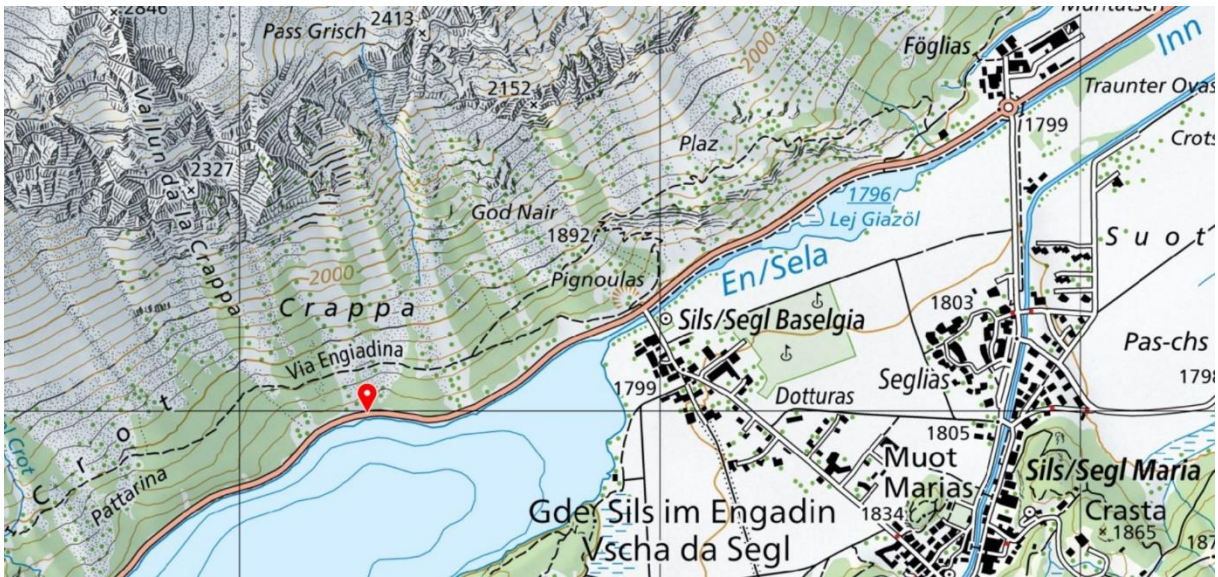 2846
2413
Pass Grisch
2152
Vallun da la Crappa
2327
2000
Föglias
Inn
Traunter Ovas
1799
Crots
Plaz
God Nair
1892
Pignoulas
1796
Lej Giazöl
En/Sela
Suot
2000
Crappa
Via Engiadina
Sils/Segl Baselgia
1803
Pas-chs
1799
Seglias
1798
Dotturas
1805
Crot
Pattarina
Muot
Marias
Sils/Segl Maria
Gde. Sils im Engadin
Vscha da Segl
1834
Crasta
1865
187